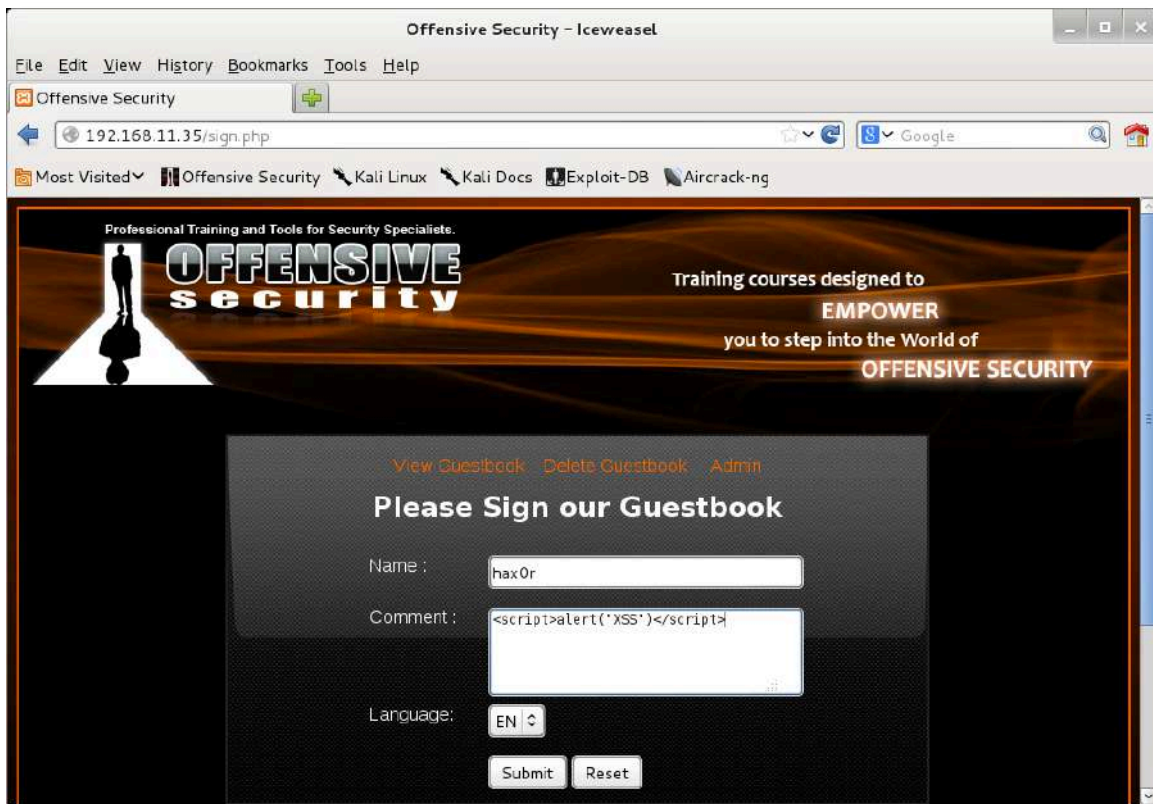 Offensive Security - Iceweasel
File Edit View History Bookmarks Tools Help
Offensive Security
192.168.11.35/sign.php
Google
Most Visited Offensive Security Kali Linux Kali Docs Exploit-DB Aircrack-ng
Professional Training and Tools for Security Specialists.
OFFENSIVE
security
Training courses designed to
EMPOWER
you to step into the World of
OFFENSIVE SECURITY
View Guestbook Delete Guestbook Admin
Please Sign our Guestbook
Name :
hax0r
Comment :
<script>alert('XSS')</script>
Language:
EN
Submit Reset